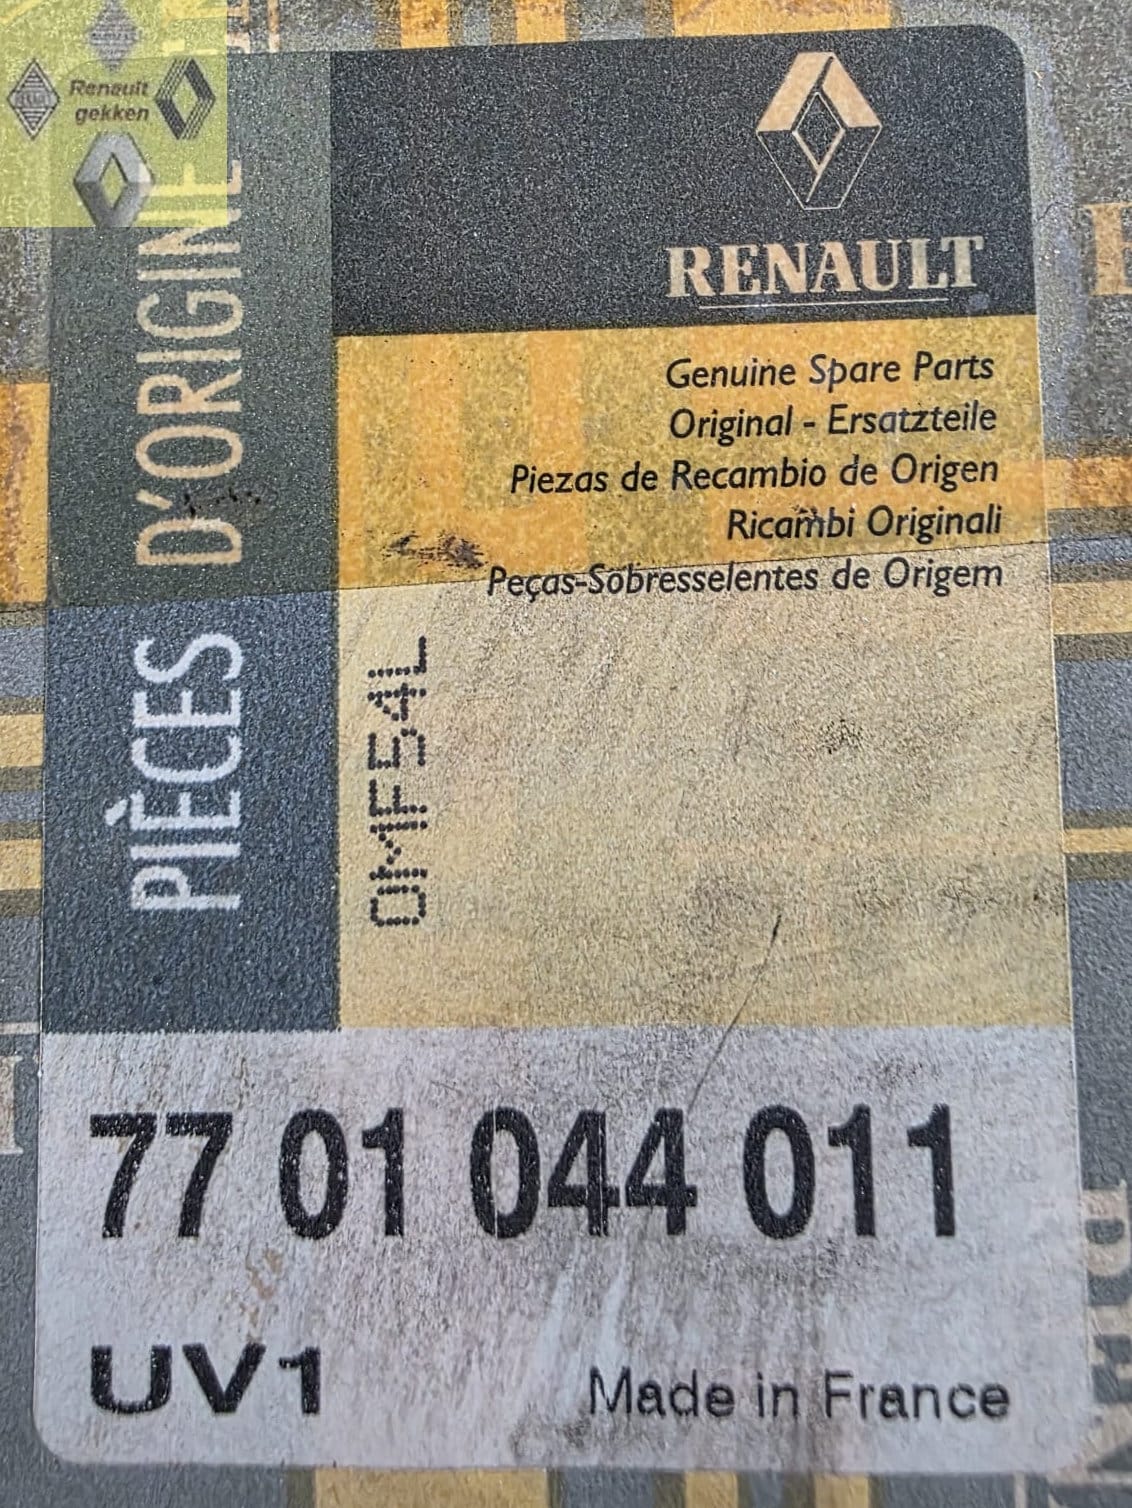 Renault
gekken
PIÈCES D'ORIGINE
RENAULT
Genuine Spare Parts
Original - Ersatzteile
Piezas de Recambio de Origen
Ricambi Originali
Peças-Sobresselentes de Origem
0MF54L
77 01 044 011
UV1
Made in France